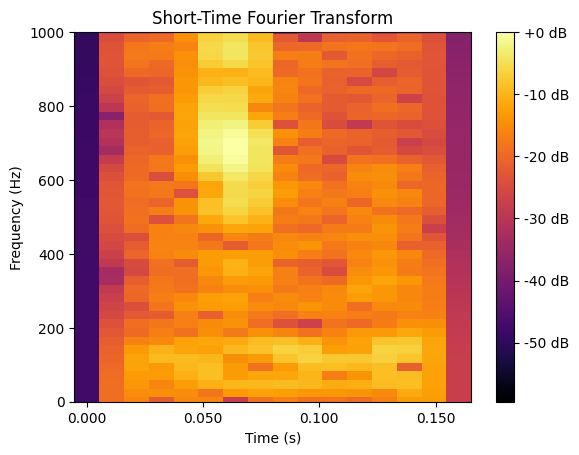 Short-Time Fourier Transform
1000
800
600
400
200
0
Frequency (Hz)
0.000
0.050
0.100
0.150
Time (s)
+0 dB
-10 dB
-20 dB
-30 dB
-40 dB
-50 dB